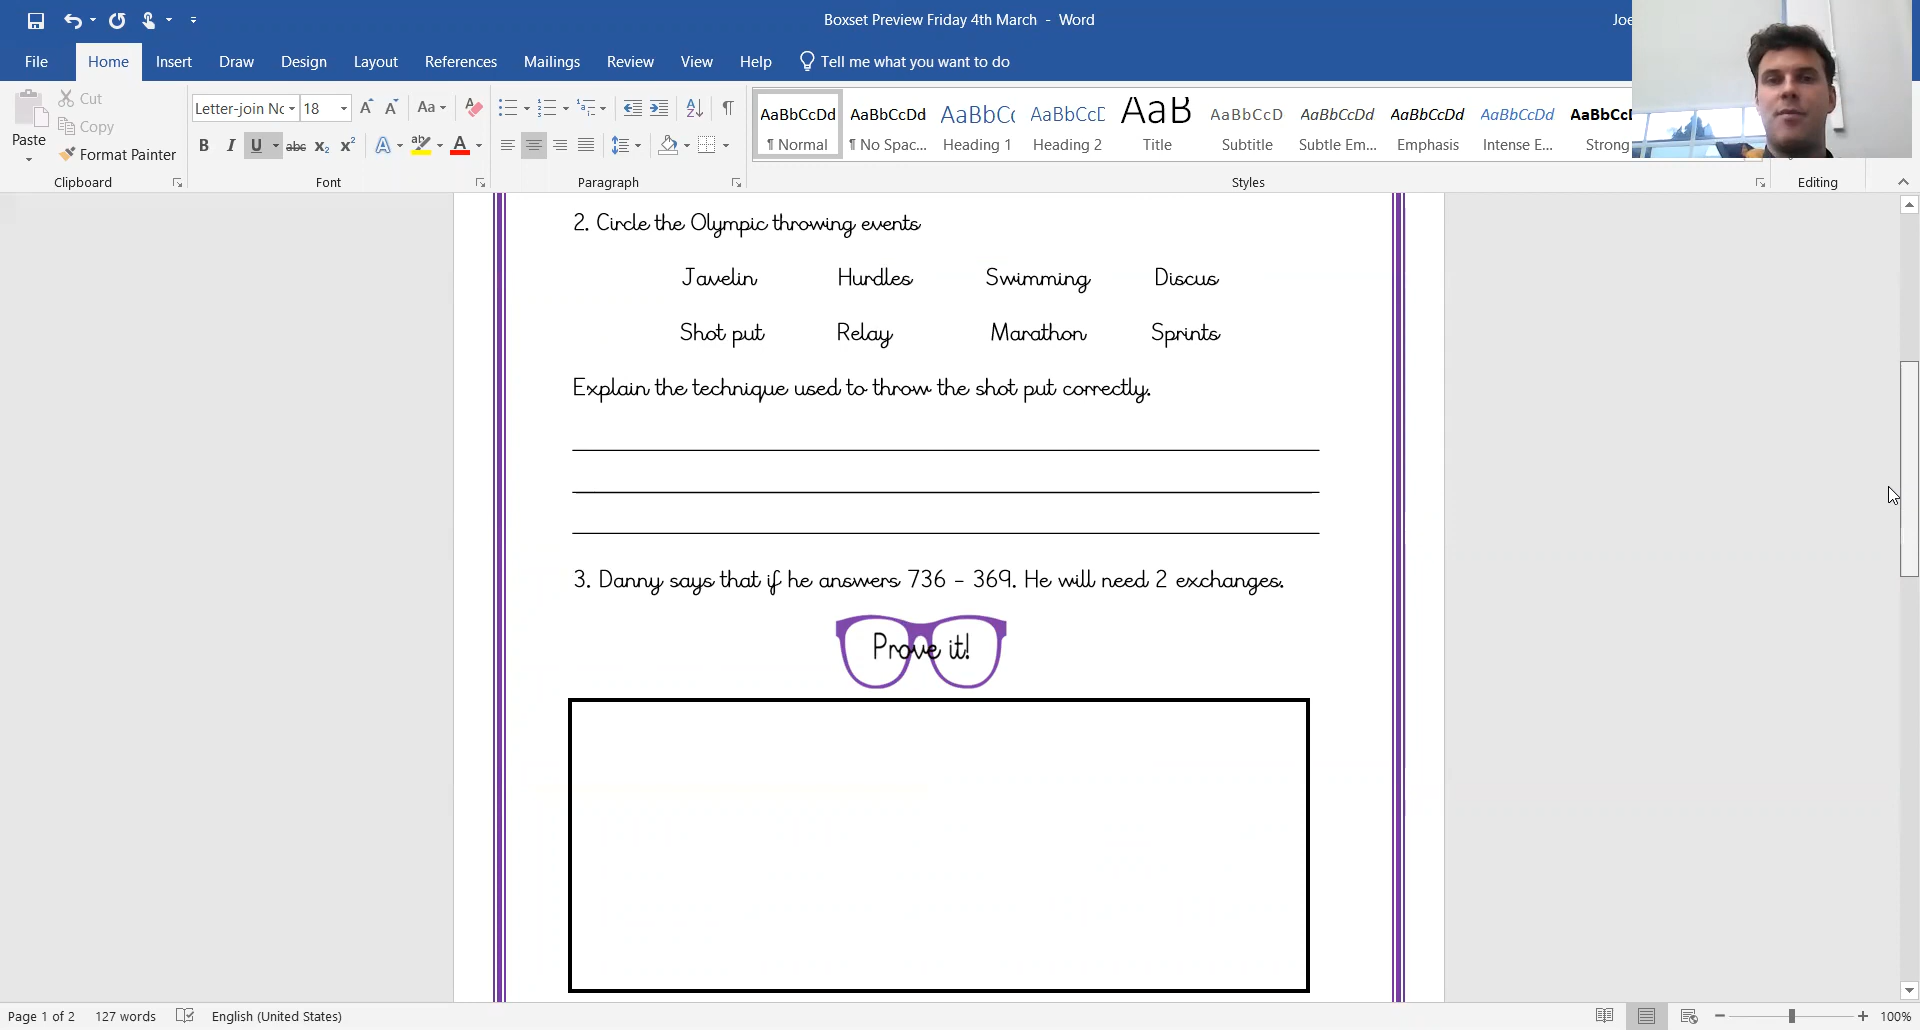 Boxset Preview Friday 4th March - Word
Joe
File Home Insert Draw Design Layout References Mailings Review View Help Tell me what you want to do
Paste
Cut
Copy
Format Painter
Clipboard
Letter-join Nc 18
Aa
B I U abc x₂ x² A A
Font
Paragraph
AaBbCcDd AaBbCcDd AaBbCc AaBbCcD AaB AaBbCcD AaBbCcDd AaBbCcDd AaBbCcDd AaBbCcD
¶ Normal ¶ No Spac... Heading 1 Heading 2 Title Subtitle Subtle Em... Emphasis Intense E... Strong
Styles
Editing
2. Circle the Olympic throwing events
Javelin Hurdles Swimming Discus
Shot put Relay Marathon Sprints
Explain the technique used to throw the shot put correctly.
3. Danny says that if he answers 736 – 369. He will need 2 exchanges.
Prove it!
Page 1 of 2 127 words English (United States) 100%